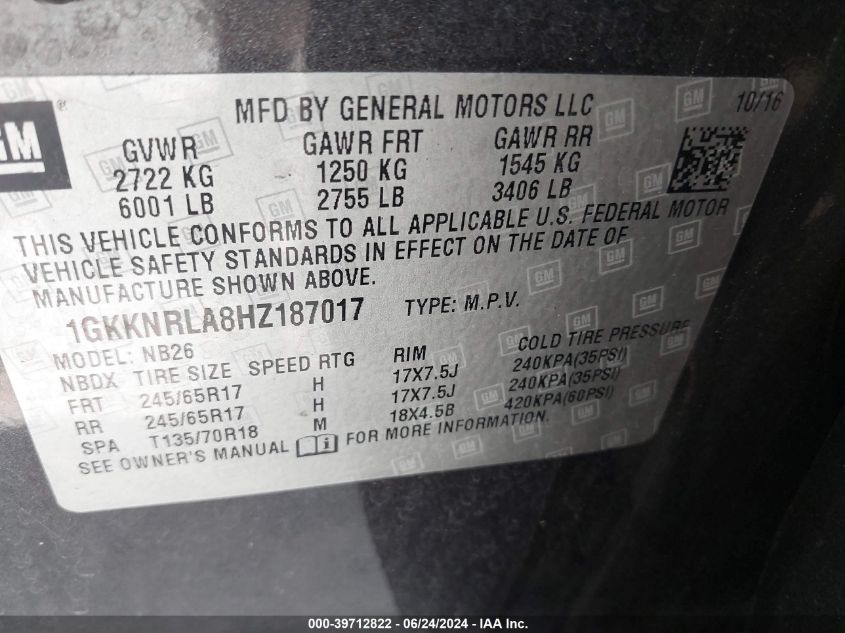 GM ®
MFD BY GENERAL MOTORS LLC 10/16
GVWR GAWR FRT GAWR RR
2722 KG 1250 KG 1545 KG
6001 LB 2755 LB 3406 LB
THIS VEHICLE CONFORMS TO ALL APPLICABLE U.S. FEDERAL MOTOR
VEHICLE SAFETY STANDARDS IN EFFECT ON THE DATE OF
MANUFACTURE SHOWN ABOVE.
1GKKNRLA8HZ187017 TYPE: M.P.V.
MODEL: NB26
NBDX TIRE SIZE SPEED RTG RIM COLD TIRE PRESSURE
FRT 245/65R17 H 17X7.5J 240KPA(35PSI)
RR 245/65R17 H 17X7.5J 240KPA(35PSI)
SPA T135/70R18 M 18X4.5B 420KPA(60PSI)
SEE OWNER'S MANUAL FOR MORE INFORMATION.
000-39712822 - 06/24/2024 - IAA Inc.